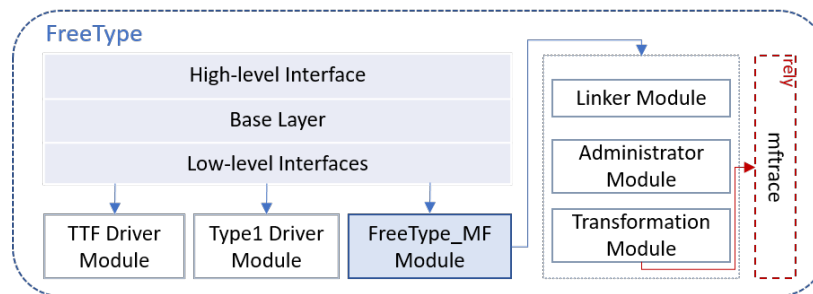 FreeType
High-level Interface
Base Layer
Low-level Interfaces
TTF Driver
Module
Type1 Driver
Module
FreeType_MF
Module
Linker Module
Administrator
Module
Transformation
Module
rely
mftrace